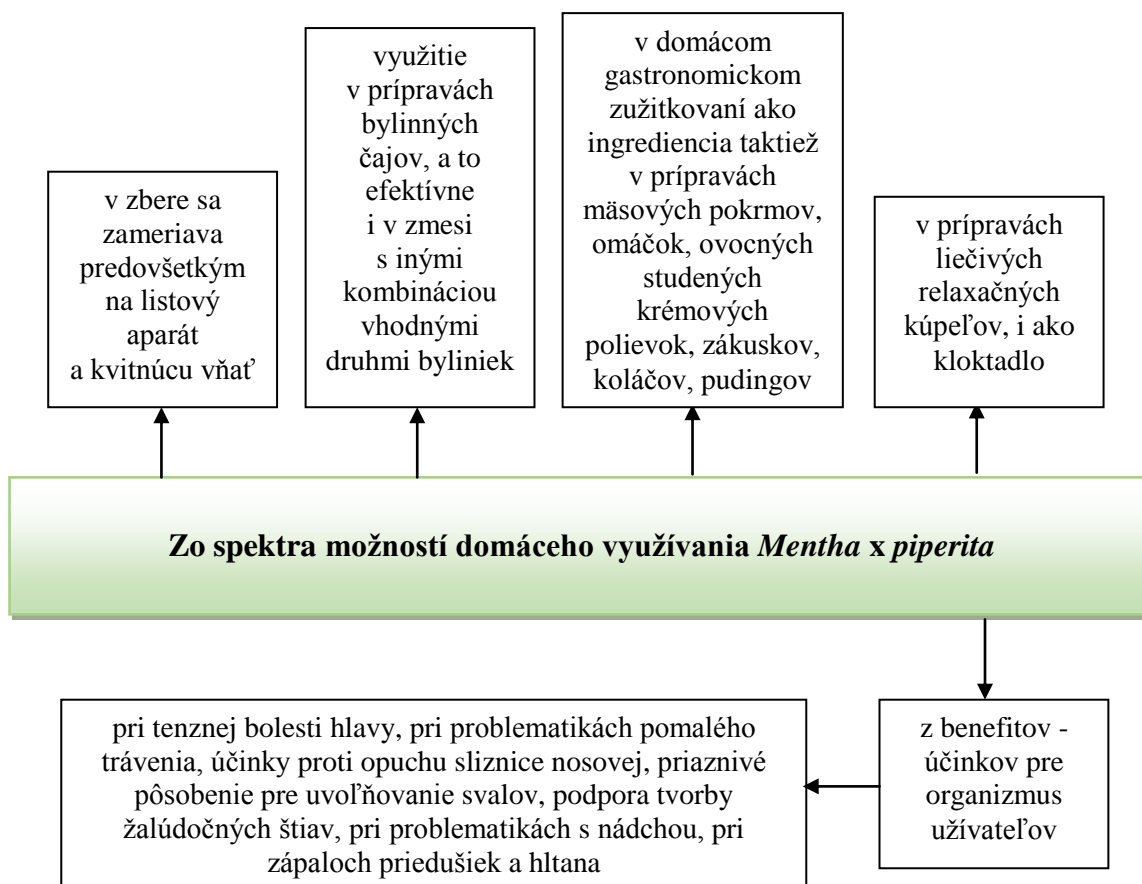 v zbere sa
zameriava
predovšetkým
na listový
aparát
a kvitnúcu vňať
využitie
v prípravách
bylinných
čajov, a to
efektívne
i v zmesi
s inými
kombináciou
vhodnými
druhmi byliniek
v domácom
gastronomickom
zužitkovaní ako
ingrediencia taktiež
v prípravách
mäsových pokrmov,
omáčok, ovocných
studených
krémových
polievok, zákuskov,
koláčov, pudingov
v prípravách
liečivých
relaxačných
kúpeľov, i ako
kloktadlo
Zo spektra možností domáceho využívania Mentha x piperita
pri tenznej bolesti hlavy, pri problematikách pomalého
trávenia, účinky proti opuchu sliznice nosovej, priaznivé
pôsobenie pre uvoľňovanie svalov, podpora tvorby
žalúdočných štiav, pri problematikách s nádchou, pri
zápaloch priedušiek a hltana
z benefitov -
účinkov pre
organizmus
užívateľov